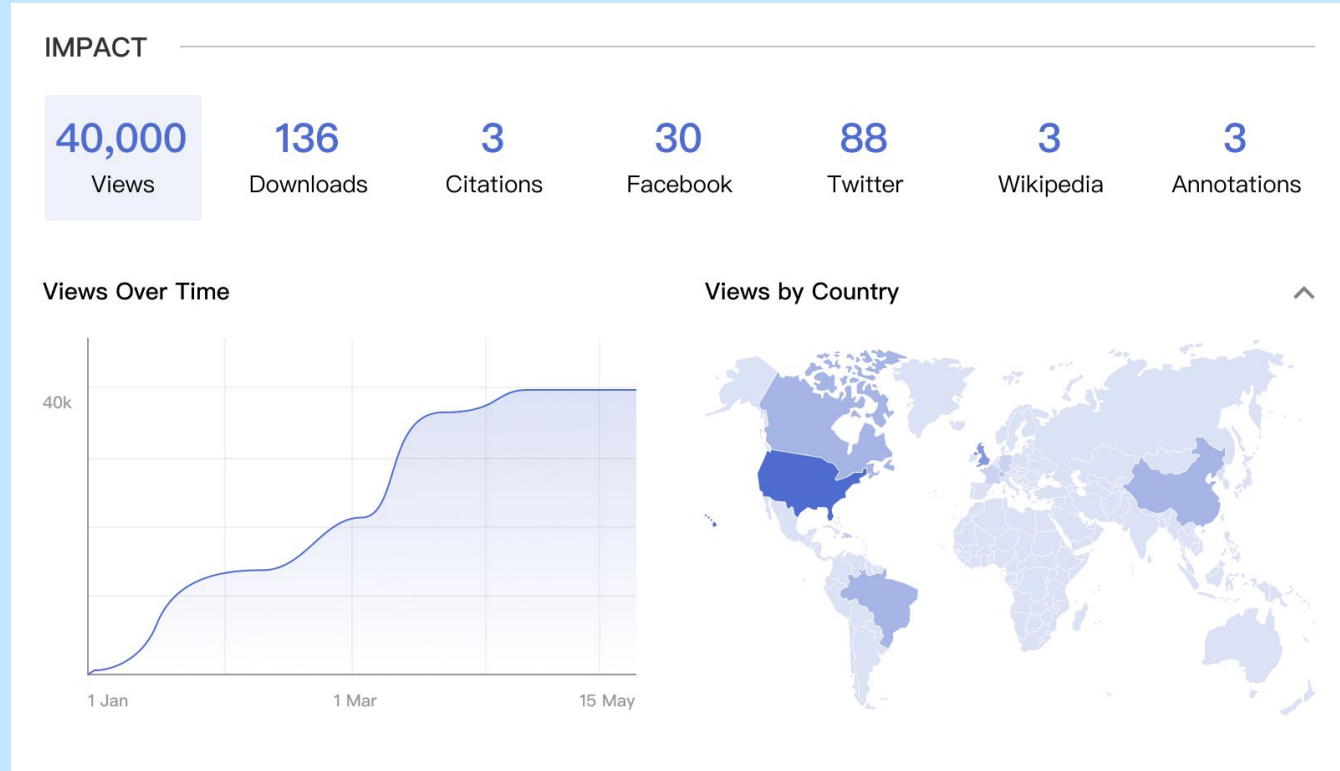 IMPACT
40,000 136 3 30 88 3 3
Views Downloads Citations Facebook Twitter Wikipedia Annotations
Views Over Time
Views by Country
40k
1 Jan 1 Mar 15 May